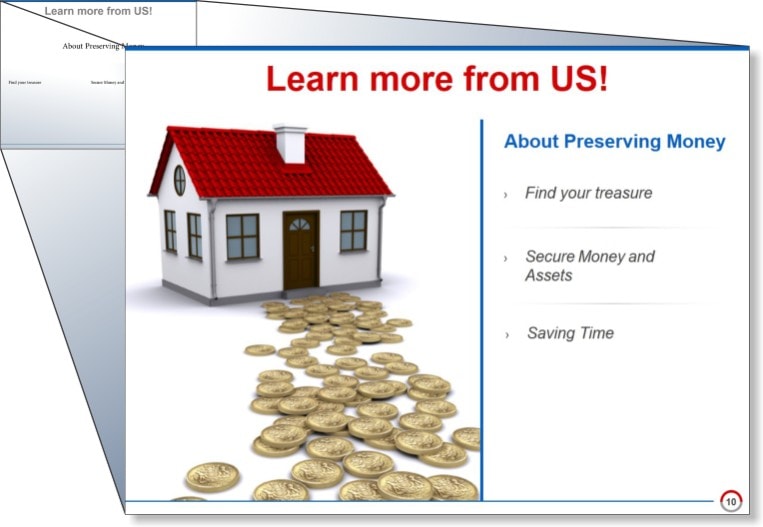 Learn more from US!
About Preserving
Find your treasure
Secure Money and
Learn more from US!
About Preserving Money
› Find your treasure
› Secure Money and
Assets
› Saving Time
10